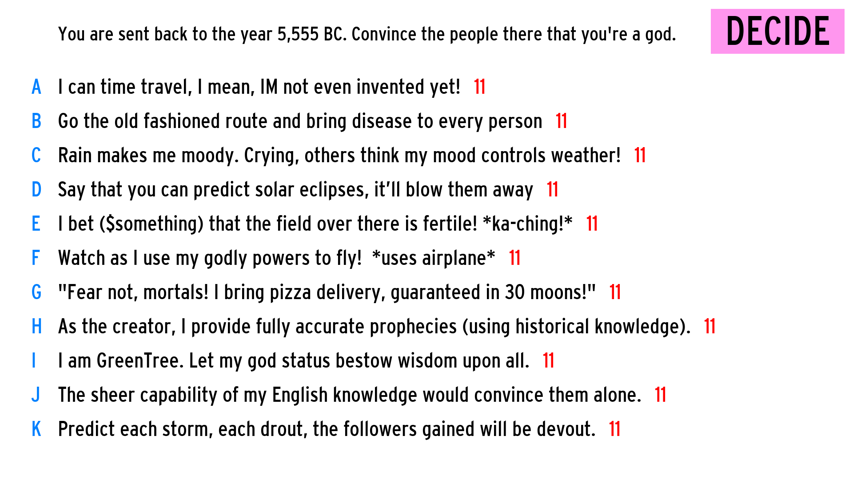 You are sent back to the year 5,555 BC. Convince the people there that you're a god.
DECIDE
A I can time travel, I mean, IM not even invented yet! 11
B Go the old fashioned route and bring disease to every person 11
C Rain makes me moody. Crying, others think my mood controls weather! 11
D Say that you can predict solar eclipses, it’ll blow them away 11
E I bet ($something) that the field over there is fertile! *ka-ching!* 11
F Watch as I use my godly powers to fly! *uses airplane* 11
G "Fear not, mortals! I bring pizza delivery, guaranteed in 30 moons!" 11
H As the creator, I provide fully accurate prophecies (using historical knowledge). 11
I I am GreenTree. Let my god status bestow wisdom upon all. 11
J The sheer capability of my English knowledge would convince them alone. 11
K Predict each storm, each drout, the followers gained will be devout. 11